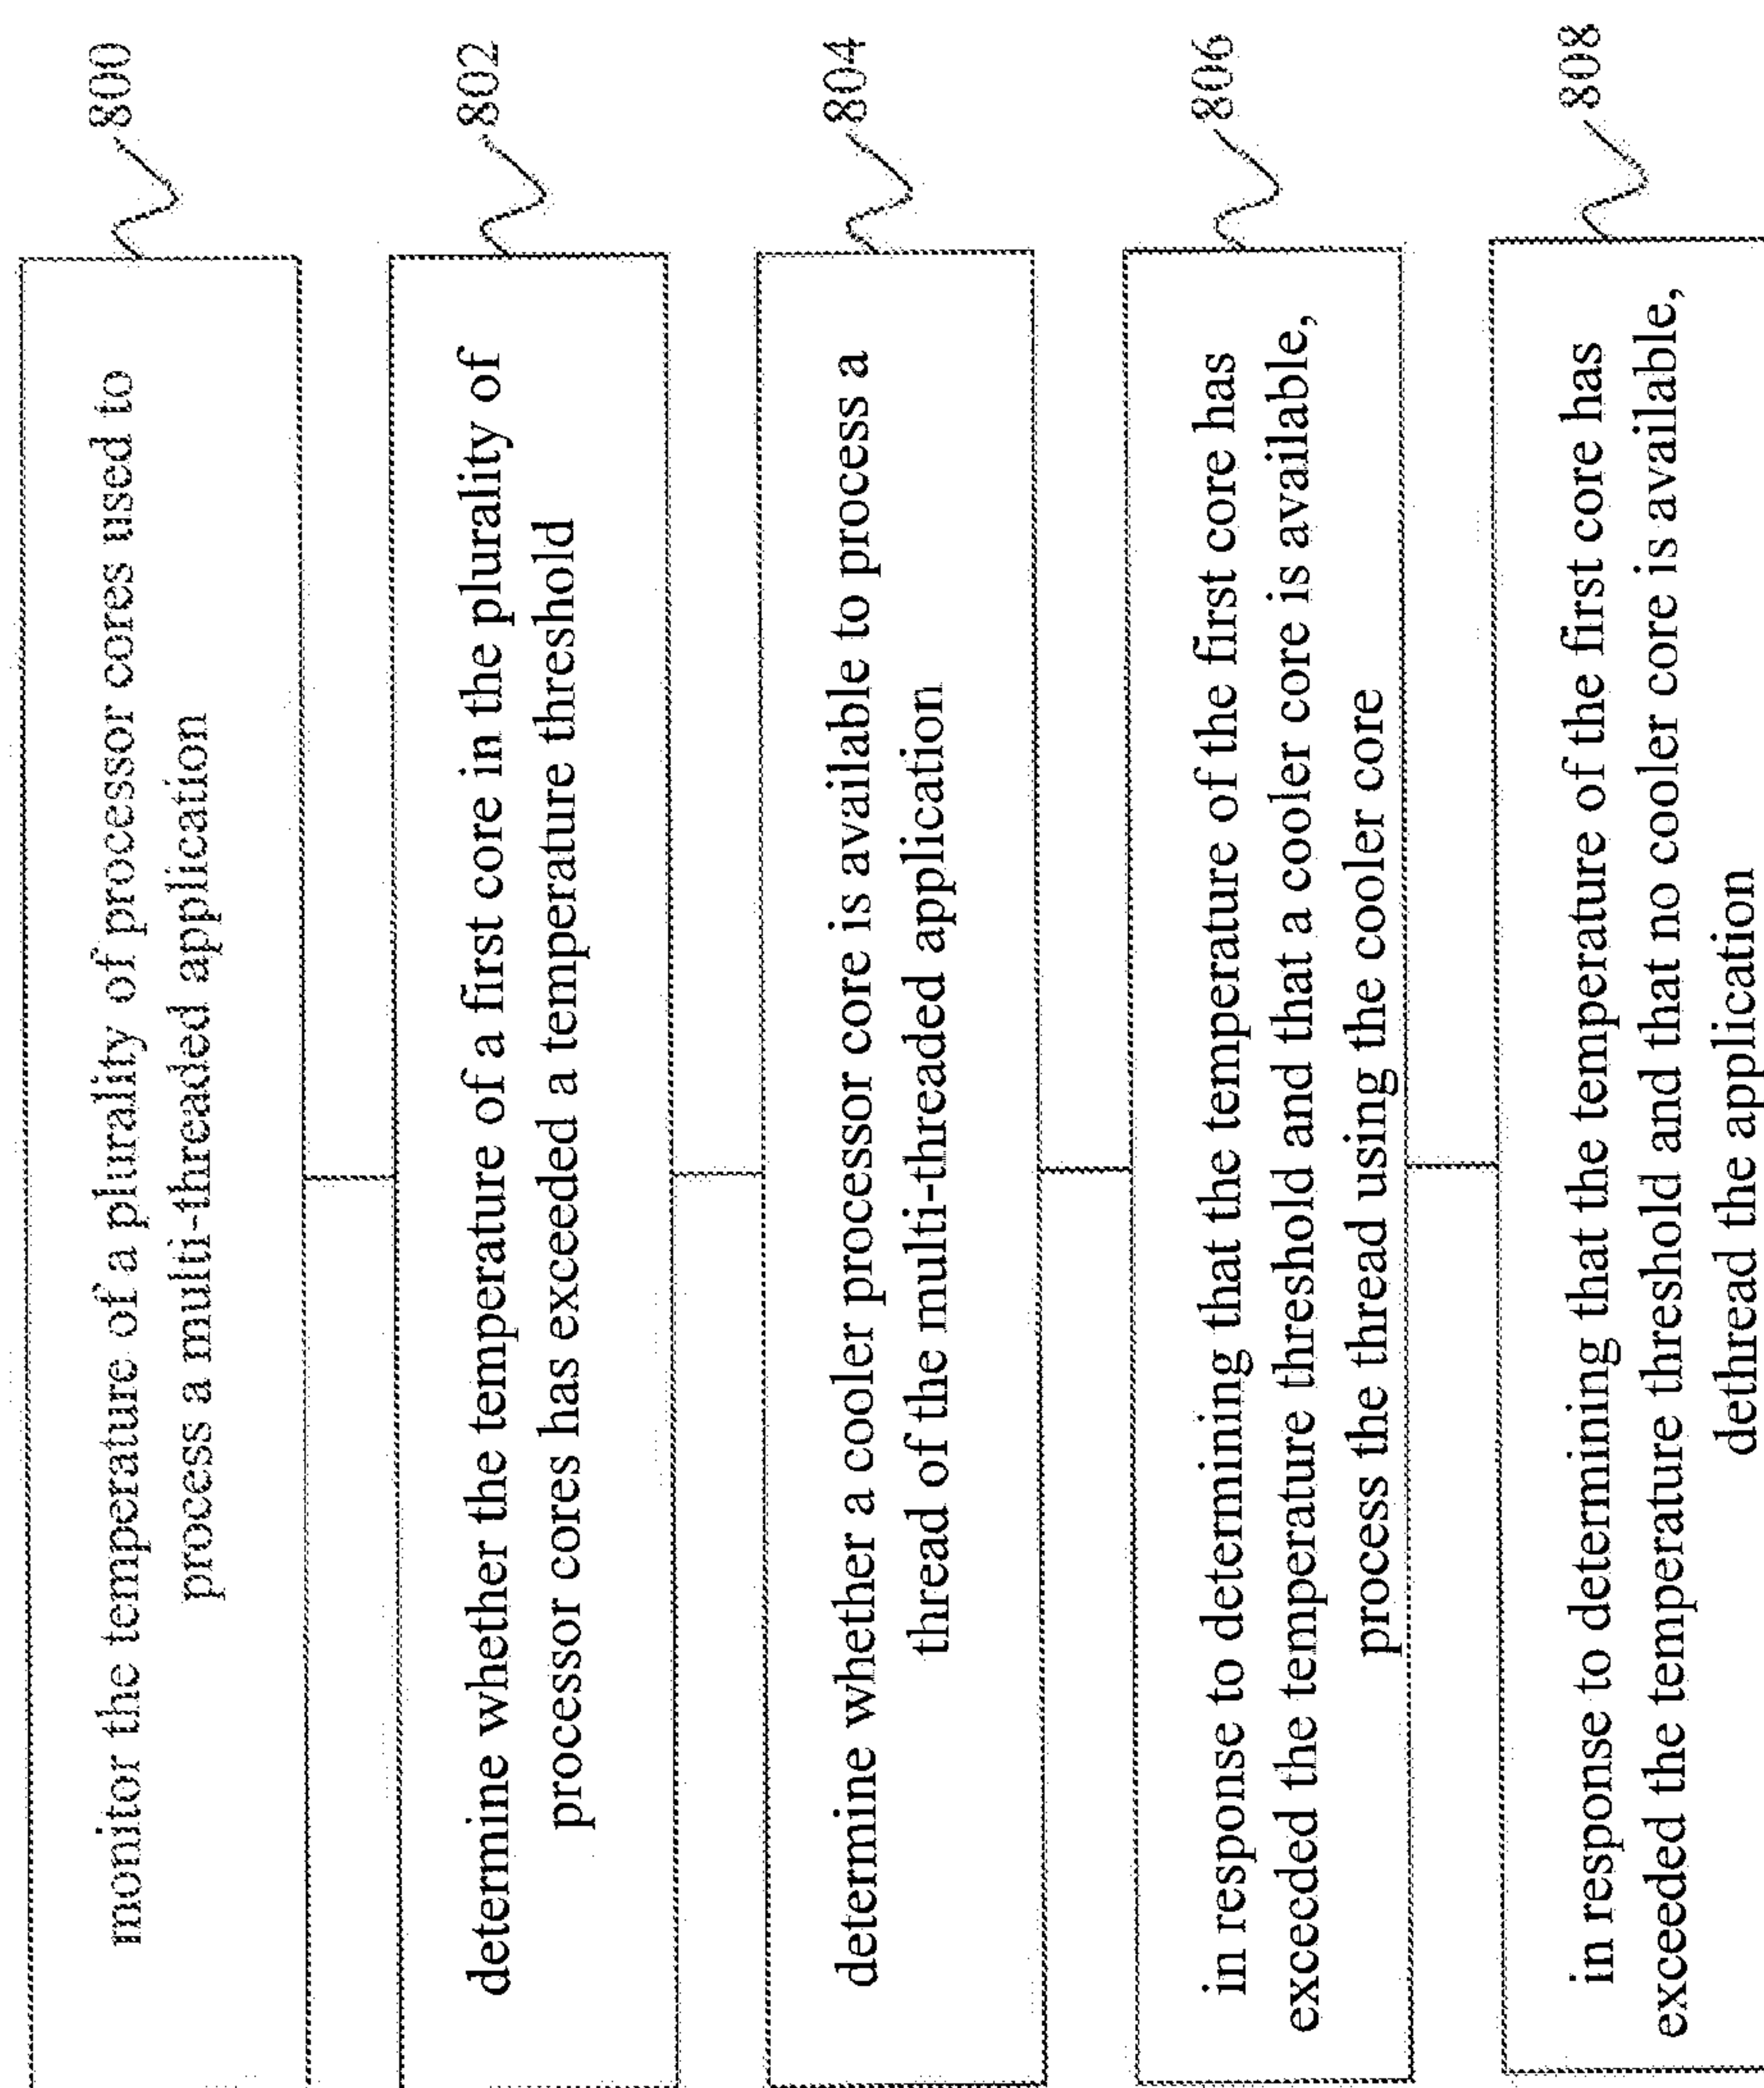 monitor the temperature of a plurality of processor cores used to
process a multi-threaded application
800
determine whether the temperature of a first core in the plurality of
processor cores has exceeded a temperature threshold
802
determine whether a cooler processor core is available to process a
thread of the multi-threaded application
804
in response to determining that the temperature of the first core has
exceeded the temperature threshold and that a cooler core is available,
process the thread using the cooler core
806
in response to determining that the temperature of the first core has
exceeded the temperature threshold and that no cooler core is available,
dethread the application
808